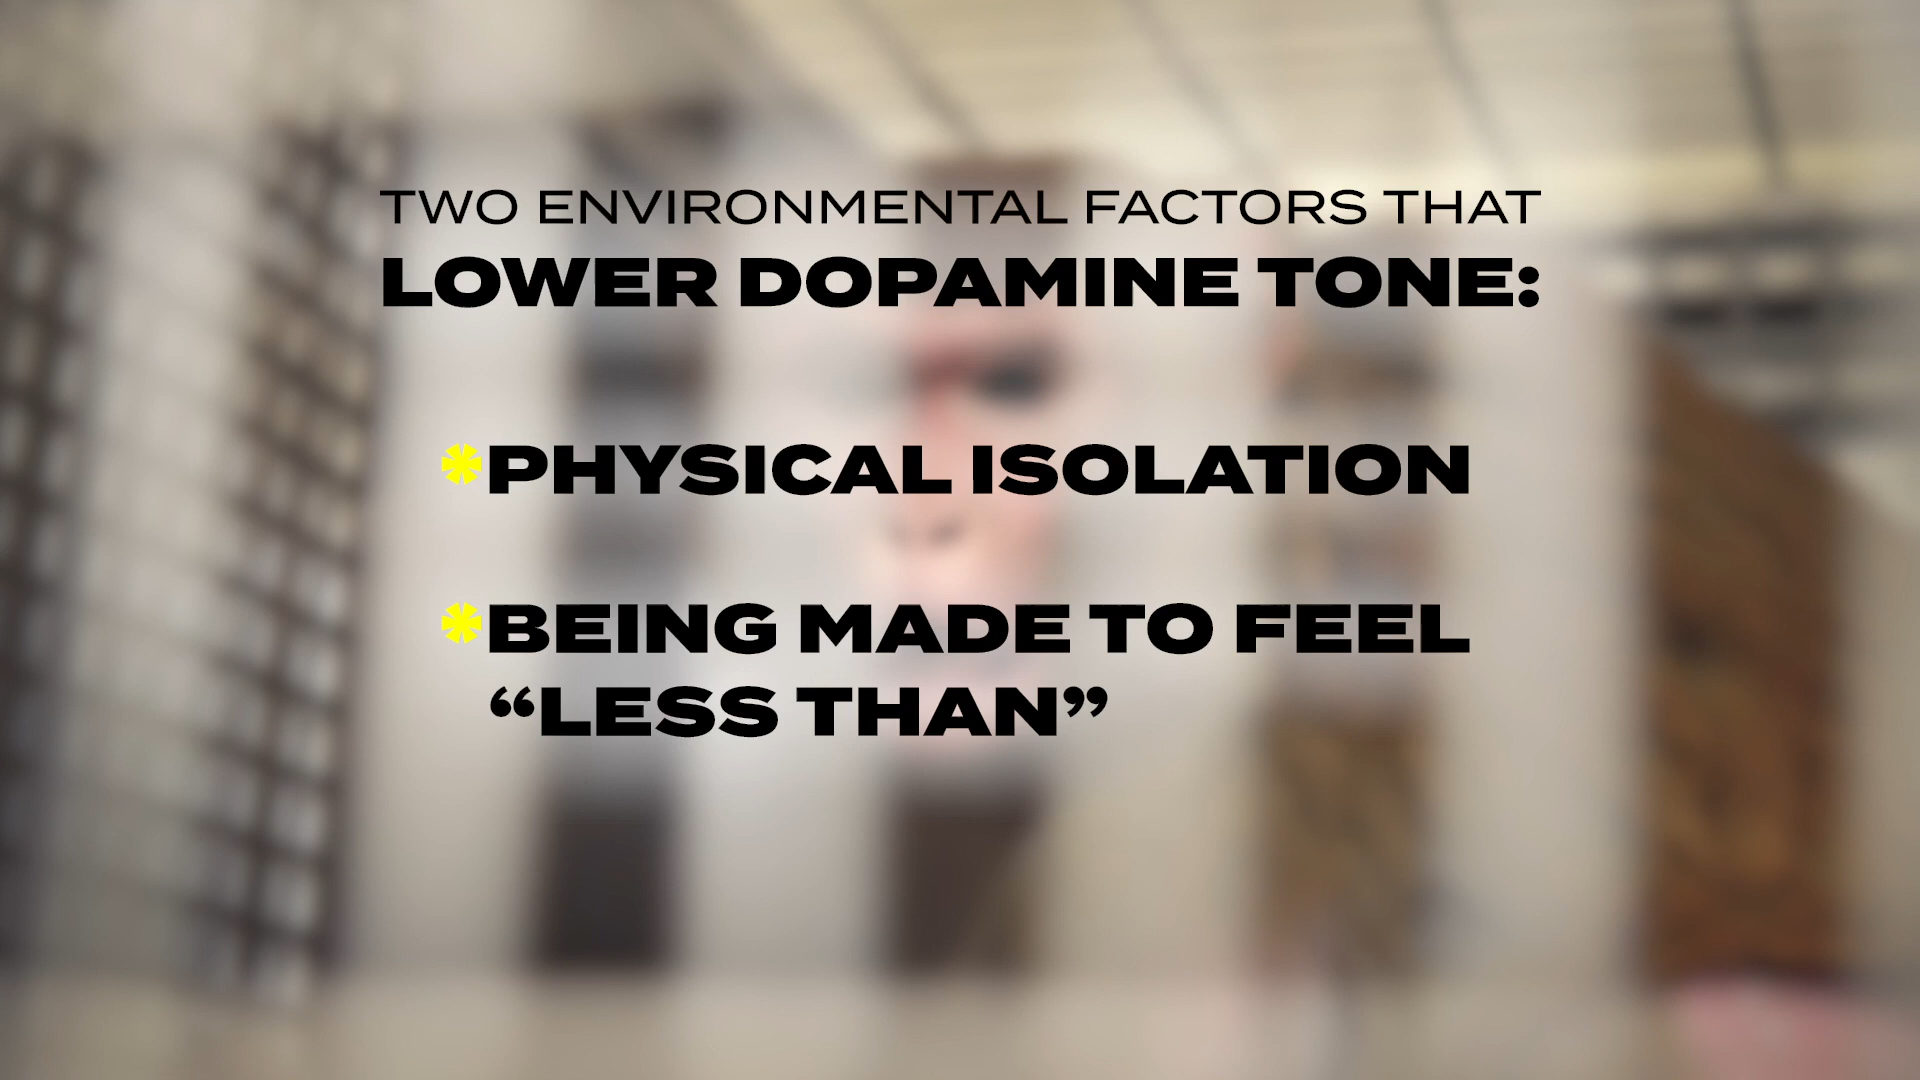 TWO ENVIRONMENTAL FACTORS THAT
LOWER DOPAMINE TONE:
*PHYSICAL ISOLATION
*BEING MADE TO FEEL
“LESS THAN”